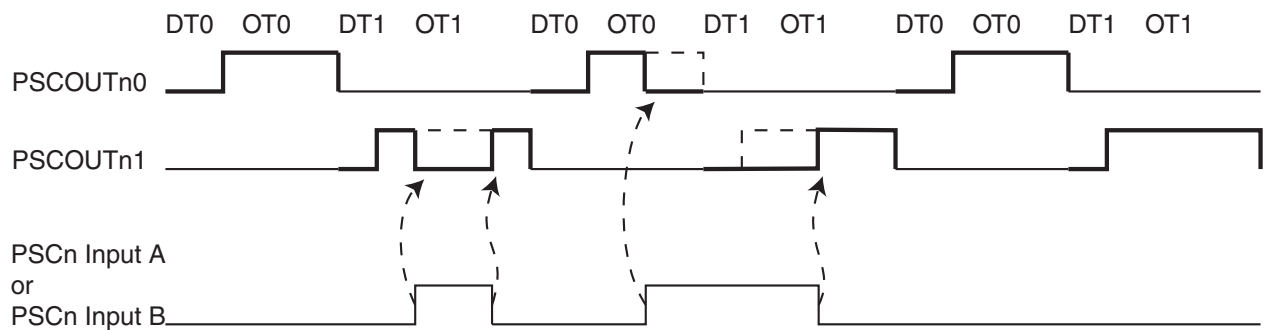 DT0 OT0 DT1 OT1 DT0 OT0 DT1 OT1 DT0 OT0 DT1 OT1
PSCOUTn0
PSCOUTn1
PSCn Input A
or
PSCn Input B